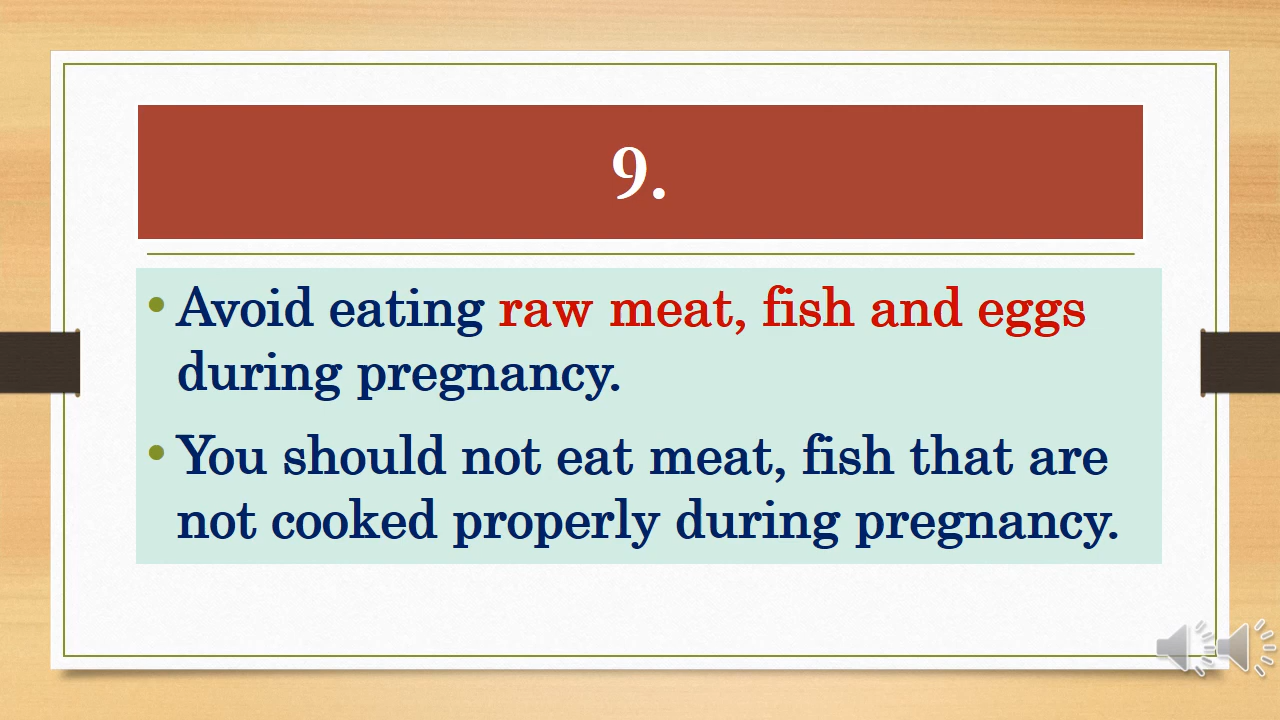 9.
• Avoid eating raw meat, fish and eggs
during pregnancy.
• You should not eat meat, fish that are
not cooked properly during pregnancy.